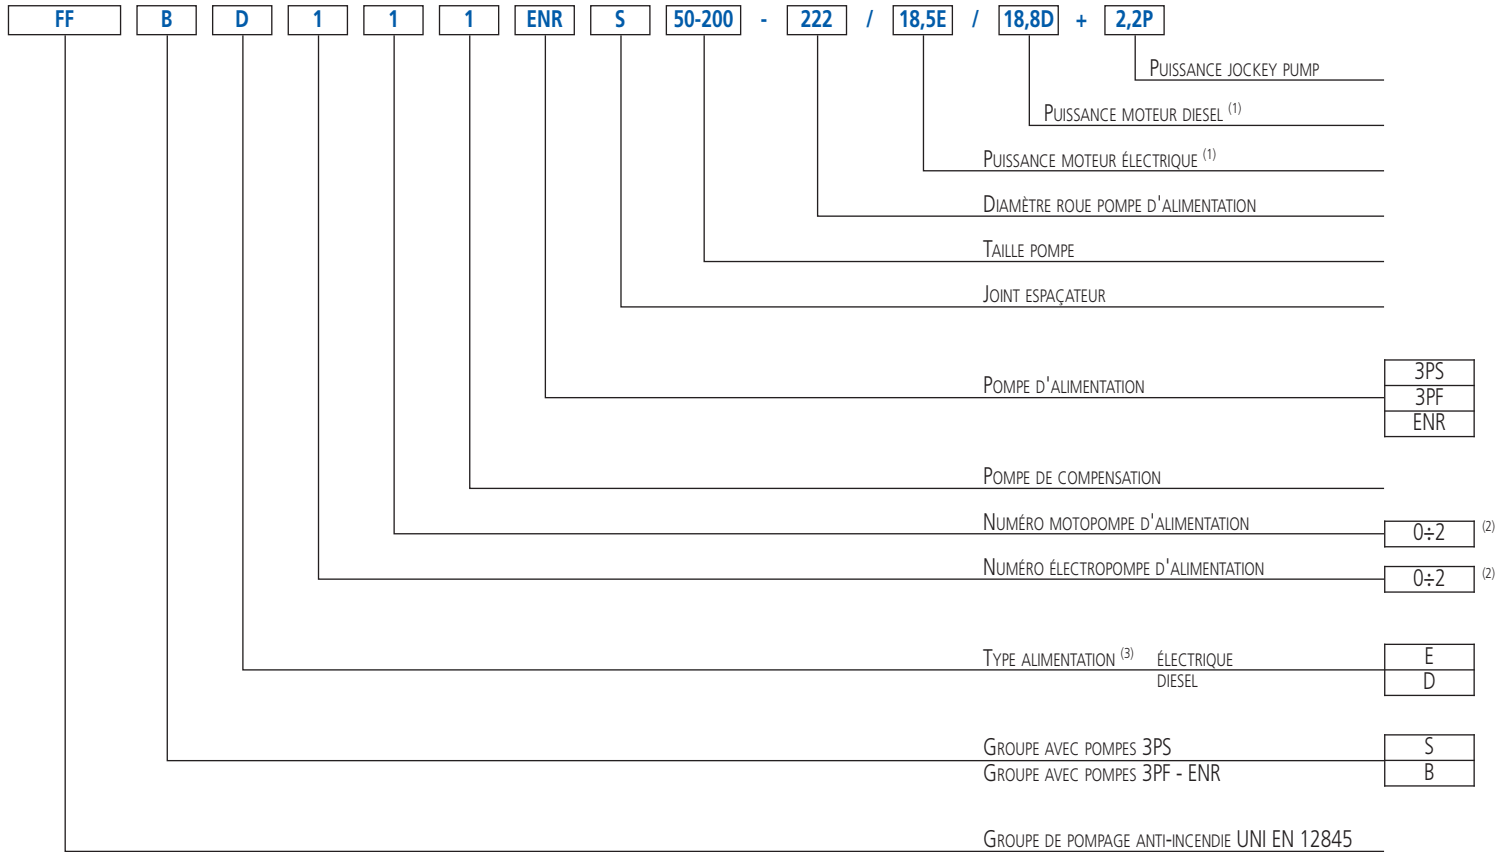 FF B D 1 1 1 ENR S 50-200 - 222 / 18,5E / 18,8D + 2,2P
Puissance jockey pump
Puissance moteur diesel (1)
Puissance moteur électrique (1)
Diamètre roue pompe d'alimentation
Taille pompe
Joint espaçateur
3PS
Pompe d'alimentation
3PF
ENR
Pompe de compensation
Numéro motopompe d'alimentation 0÷2 (2)
Numéro électropompe d'alimentation 0÷2 (2)
Type alimentation (3) électrique E
diesel D
Groupe avec pompes 3PS S
Groupe avec pompes 3PF - ENR B
Groupe de pompage anti-incendie UNI EN 12845